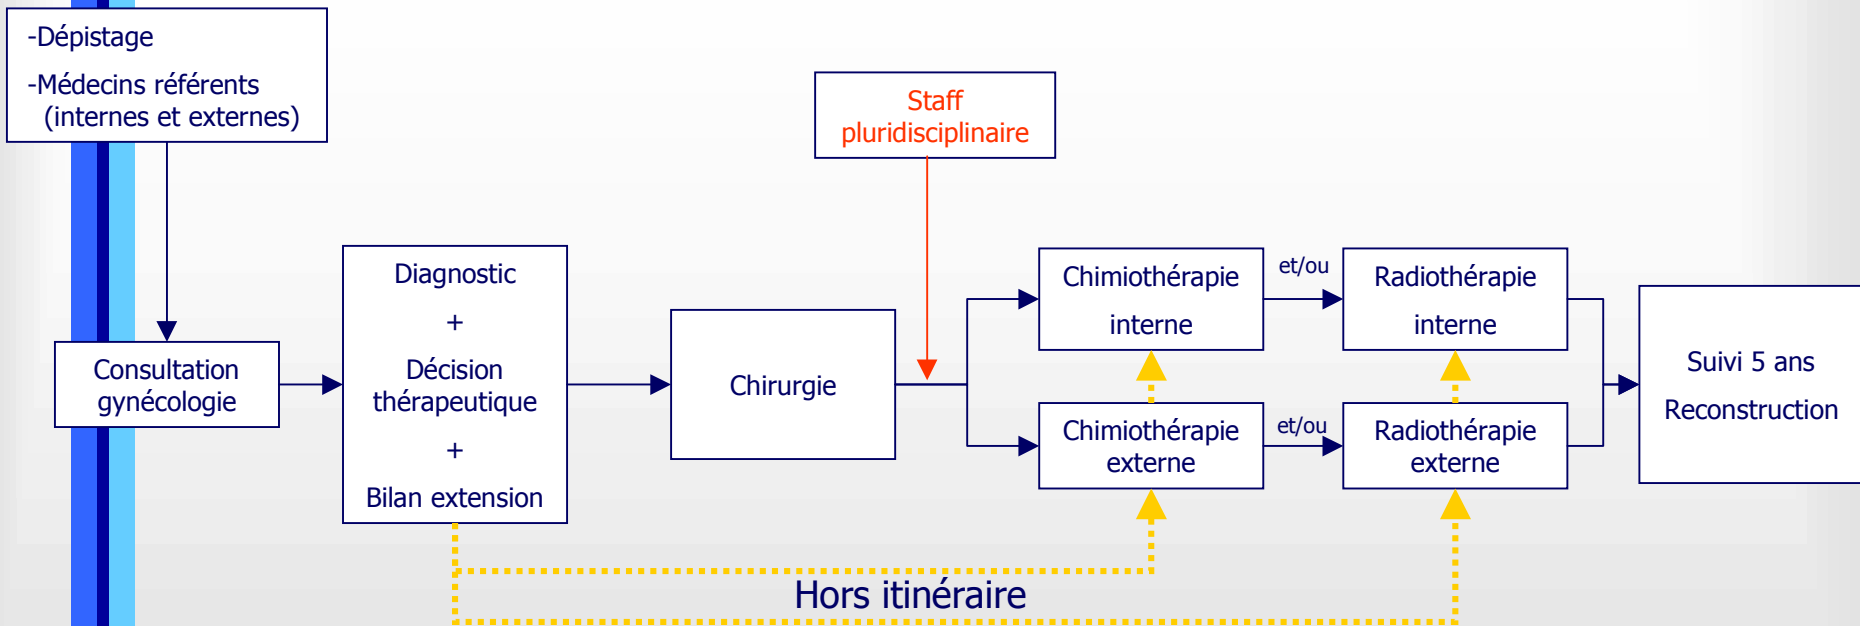 -Dépistage
-Médecins référents
(internes et externes)
Staff
pluridisciplinaire
Consultation
gynécologie
Diagnostic
+
Décision
thérapeutique
+
Bilan extension
Chirurgie
Chimiothérapie
interne
et/ou
Radiothérapie
interne
Chimiothérapie
externe
et/ou
Radiothérapie
externe
Suivi 5 ans
Reconstruction
Hors itinéraire